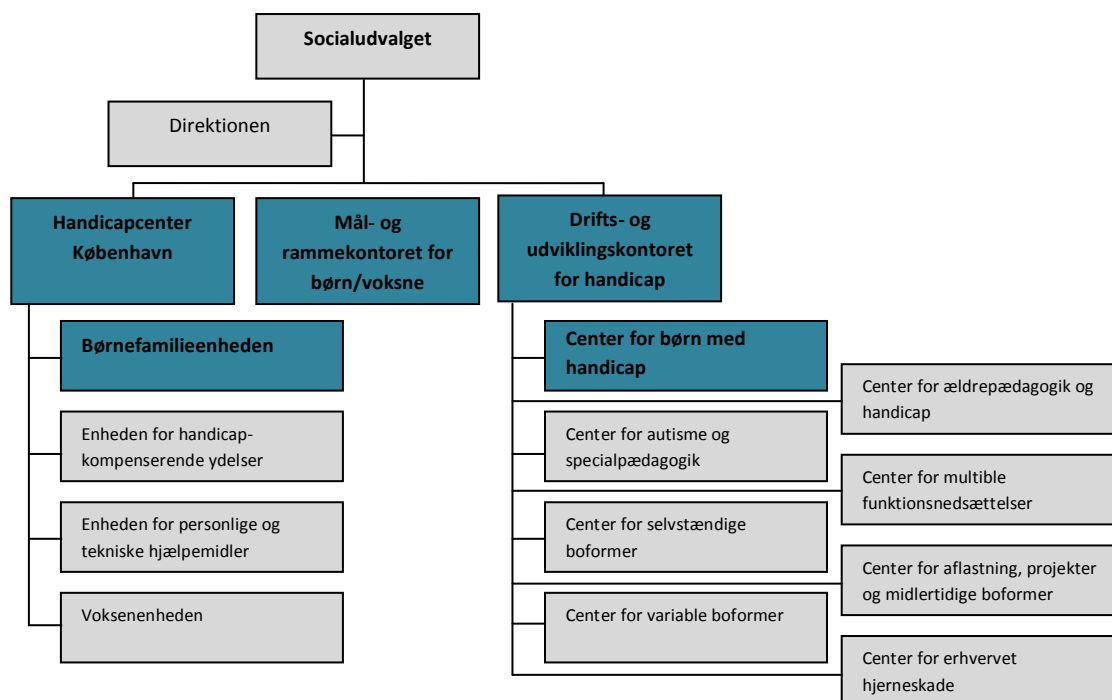 Socialudvalget
Direktionen
Handicapcenter
København
Mål- og
rammekontoret for
børn/voksne
Drifts- og
udviklingskontoret
for handicap
Børnefamilieenheden
Enheden for handicap-
kompenserende ydelser
Enheden for personlige og
tekniske hjælpemidler
Voksenenheden
Center for børn med
handicap
Center for ældrepædagogik og
handicap
Center for autisme og
specialpædagogik
Center for multible
funktionsnedsættelser
Center for selvstændige
boformer
Center for aflastning, projekter
og midlertidige boformer
Center for variable boformer
Center for erhvervet
hjerneskade